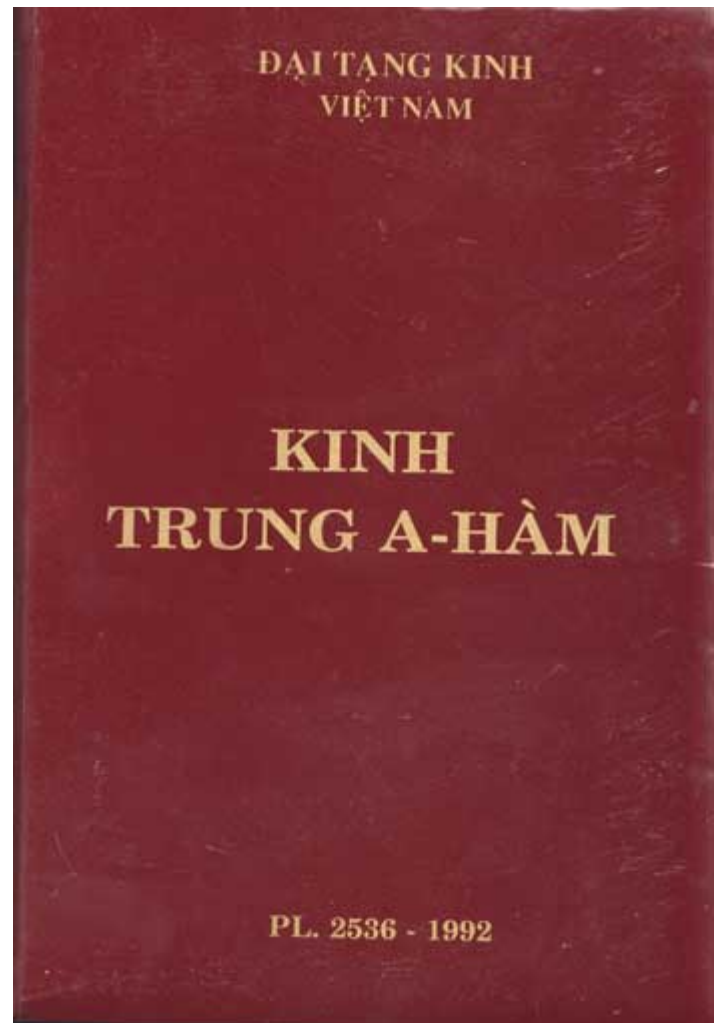 ĐẠI TẠNG KINH
VIỆT NAM
KINH
TRUNG A-HÀM
PL. 2536 - 1992